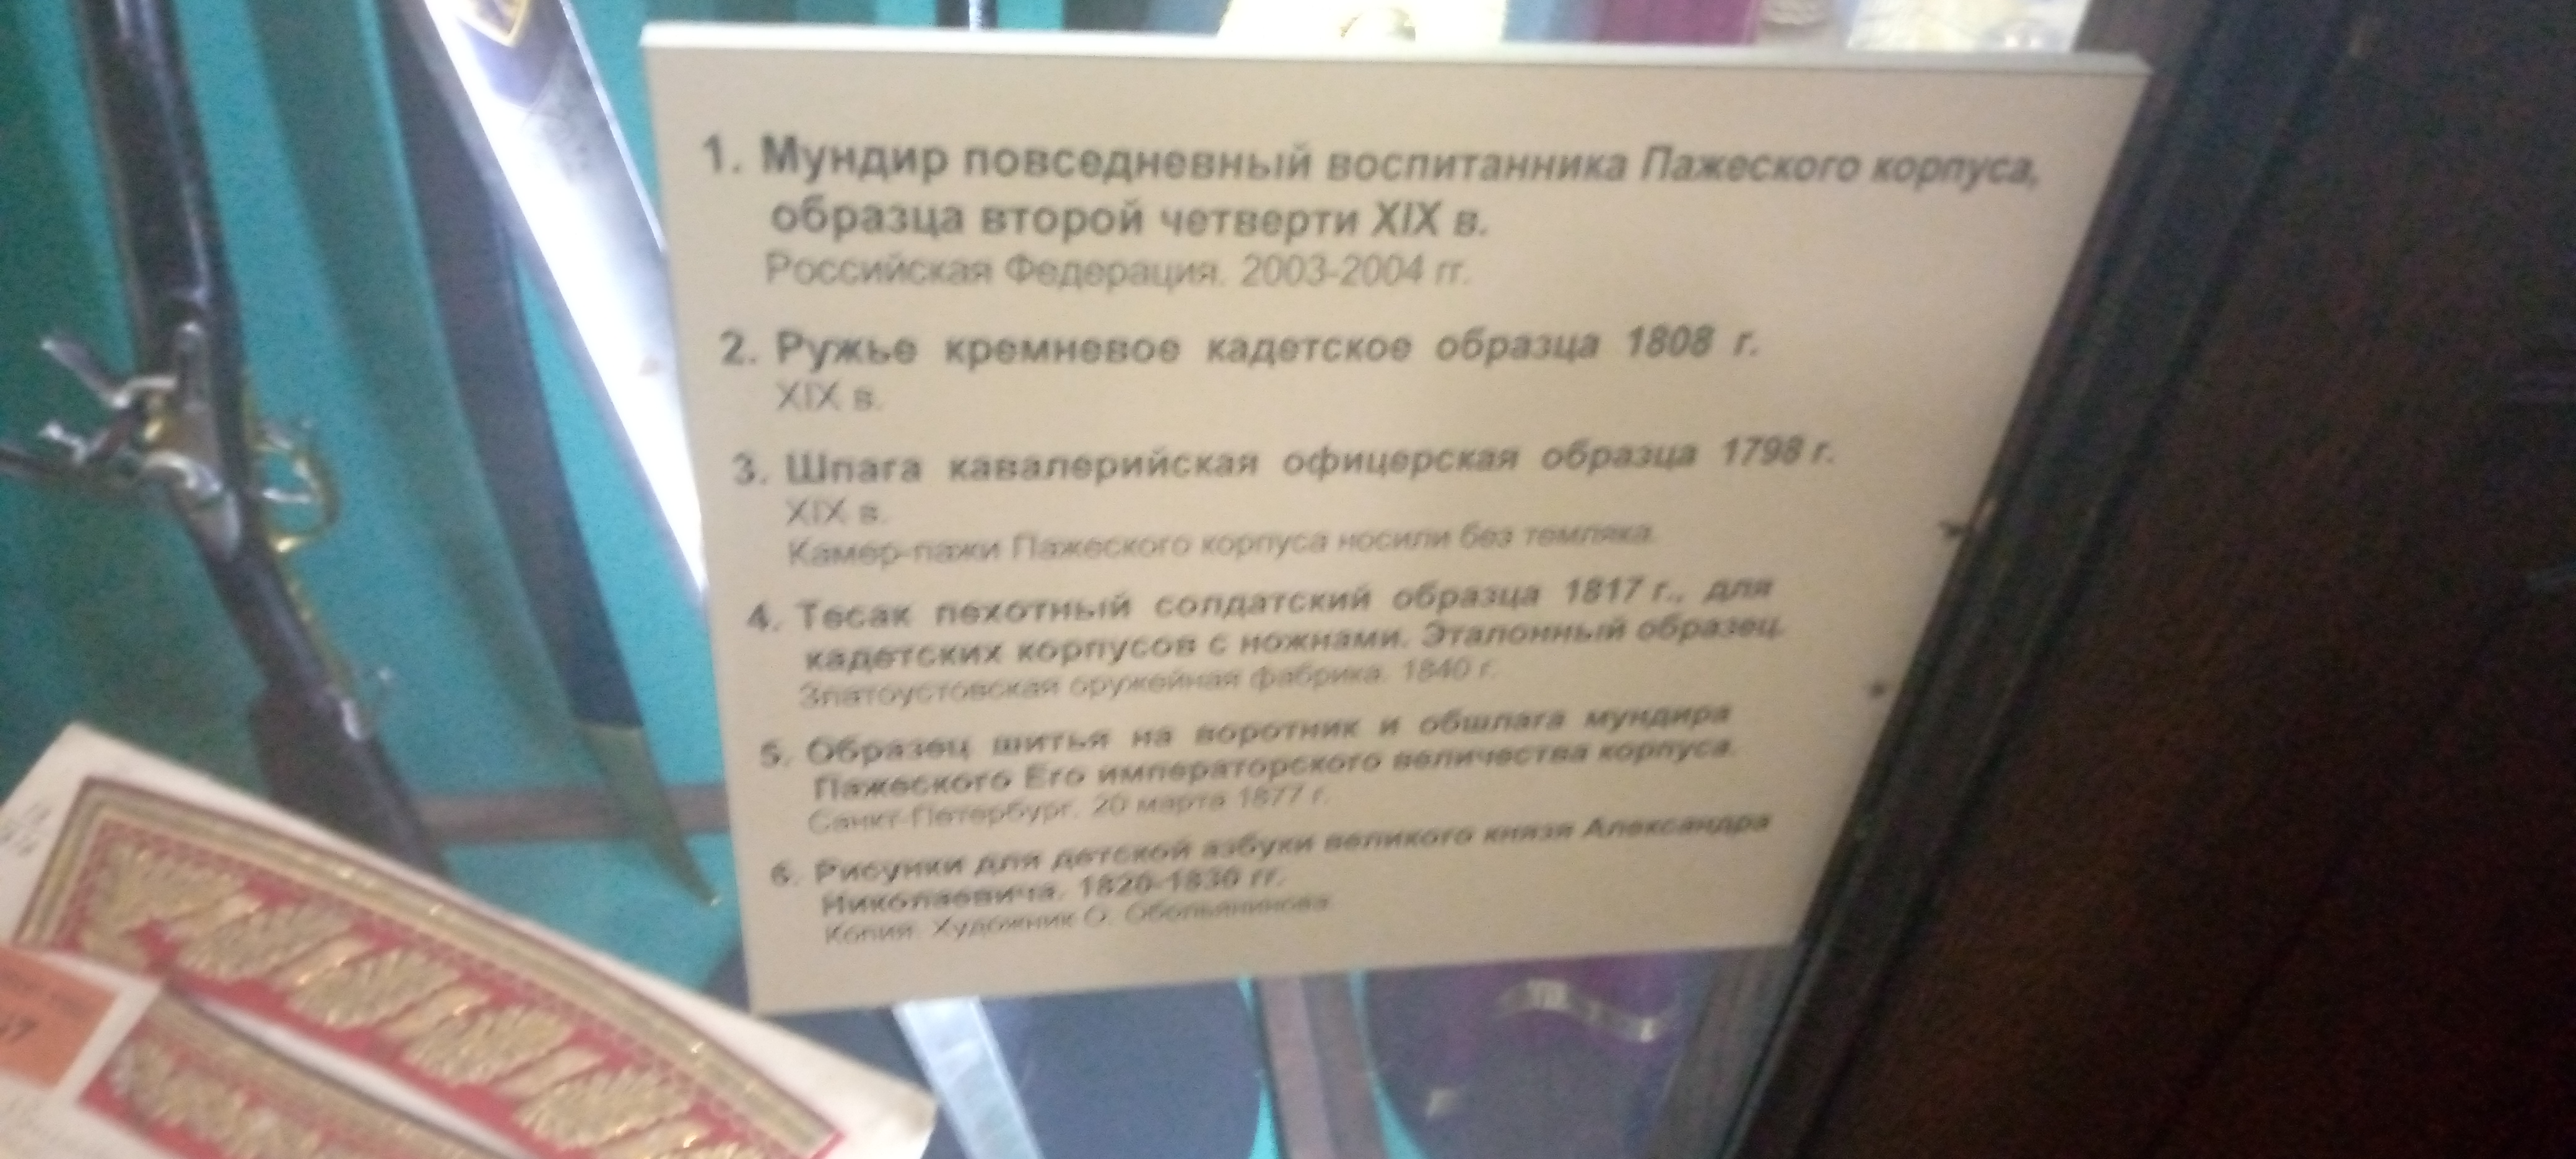 1. Мундир повседневный воспитанника Пажеского корпуса,
образца второй четверти XIX в.
Российская Федерация. 2003-2004 гг.
2. Ружье кремневое кадетское образца 1808 г.
XIX в.
3. Шпага кавалерийская офицерская образца 1798 г.
XIX в.
Камер-пажи Пажеского корпуса носили без темляка.
4. Тесак пехотный солдатский образца 1817 г., для
кадетских корпусов с ножнами. Эталонный образец.
Златоустовская оружейная фабрика. 1840 г.
5. Образец шитья на воротник и обшлага мундира
Пажеского Его императорского величества корпуса.
Санкт-Петербург. 20 марта 1877 г.
6. Рисунки для детской азбуки великого князя Александра
Николаевича. 1820-1830 гг.
Копия. Художник О. Обольянинова.